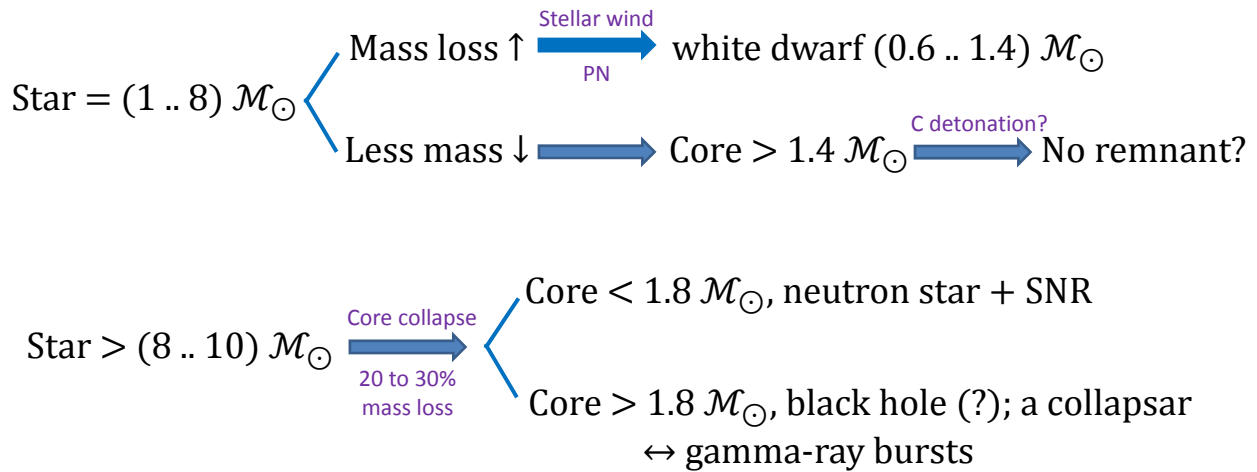 Stellar wind
Mass loss ↑ white dwarf (0.6 .. 1.4) ℳ☉
PN
Star = (1 .. 8) ℳ☉
C detonation?
Less mass ↓ Core > 1.4 ℳ☉ No remnant?
Core < 1.8 ℳ☉, neutron star + SNR
Core collapse
Star > (8 .. 10) ℳ☉
20 to 30%
mass loss
Core > 1.8 ℳ☉, black hole (?); a collapsar
↔ gamma-ray bursts